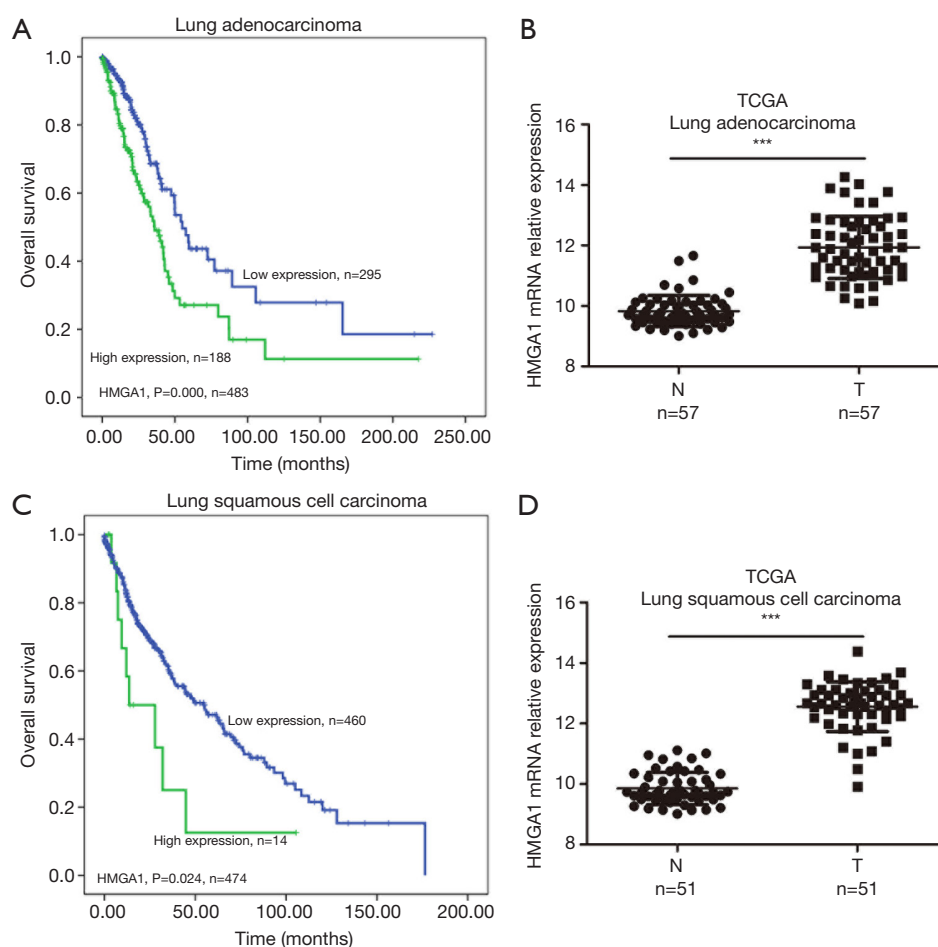 A
Lung adenocarcinoma
Overall survival
1.0
0.8
0.6
0.4
0.2
0.0
Low expression, n=295
High expression, n=188
HMGA1, P=0.000, n=483
0.00 50.00 100.00 150.00 200.00 250.00
Time (months)
B
TCGA
Lung adenocarcinoma
***
HMGA1 mRNA relative expression
16
14
12
10
8
N T
n=57 n=57
C
Lung squamous cell carcinoma
Overall survival
1.0
0.8
0.6
0.4
0.2
0.0
Low expression, n=460
High expression, n=14
HMGA1, P=0.024, n=474
0.00 50.00 100.00 150.00 200.00
Time (months)
D
TCGA
Lung squamous cell carcinoma
***
HMGA1 mRNA relative expression
16
14
12
10
8
N T
n=51 n=51